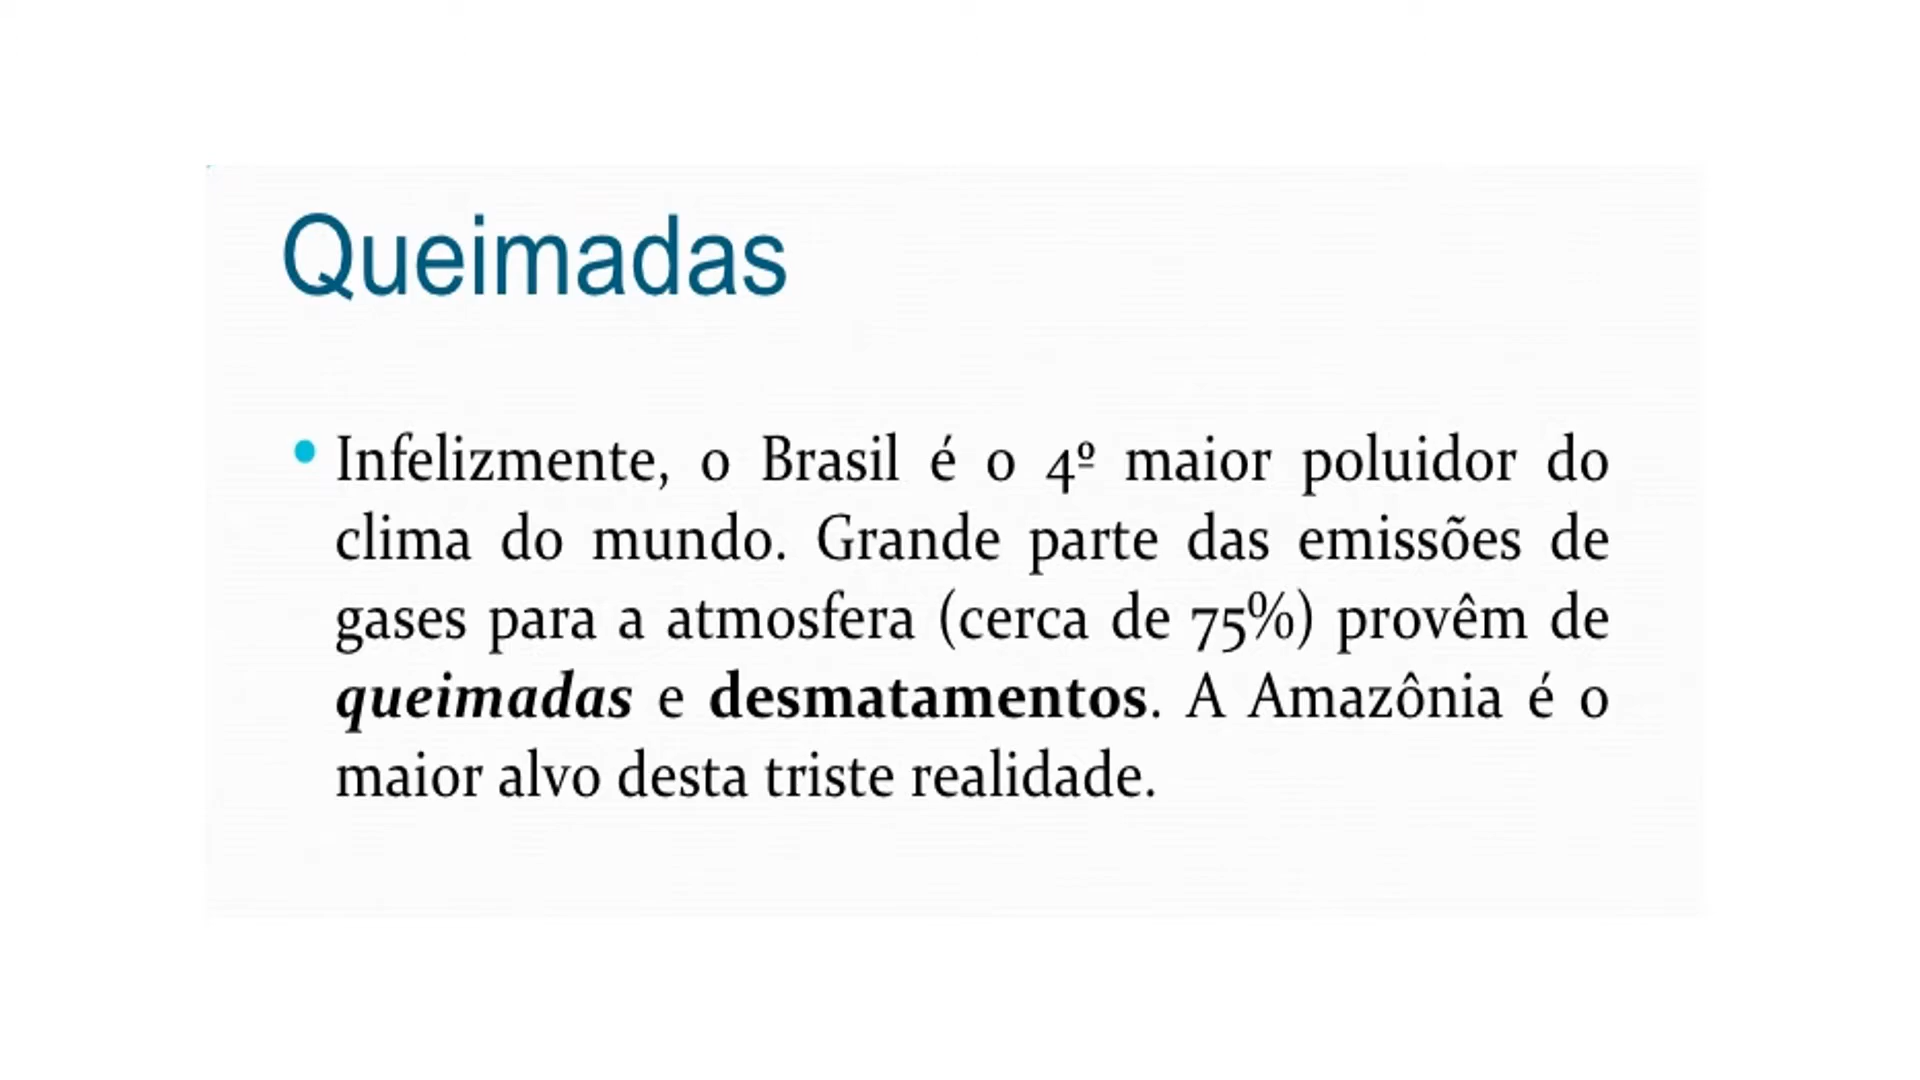 Queimadas
• Infelizmente, o Brasil é o 4º maior poluidor do
clima do mundo. Grande parte das emissões de
gases para a atmosfera (cerca de 75%) provêm de
queimadas e desmatamentos. A Amazônia é o
maior alvo desta triste realidade.